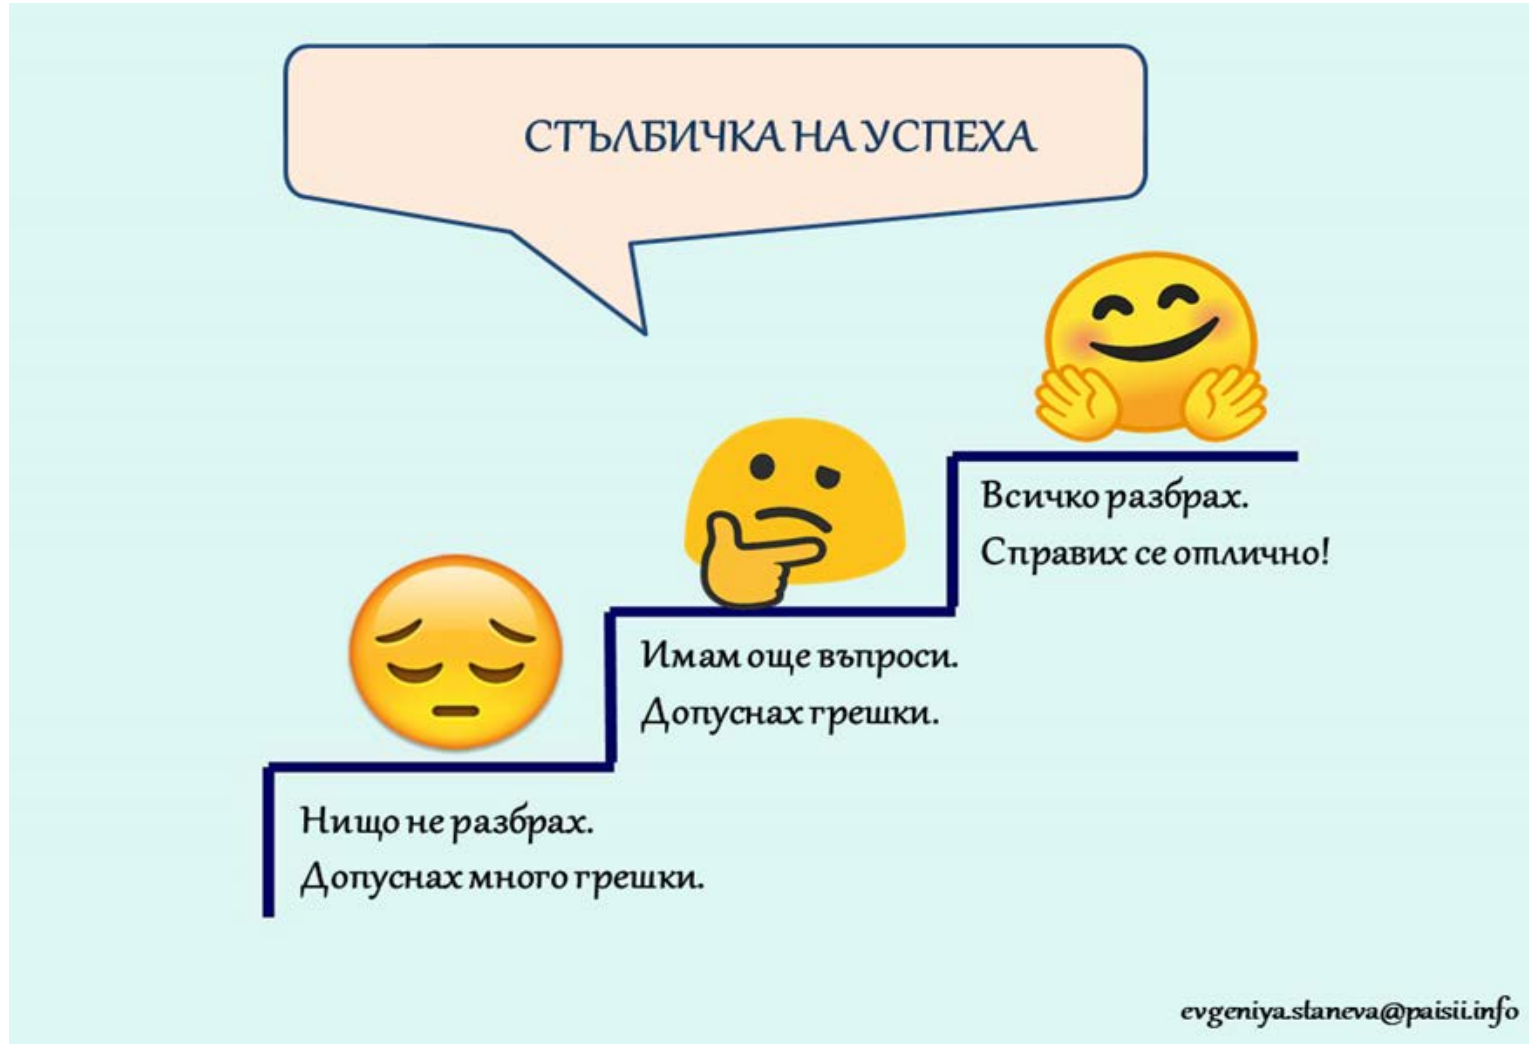 СТЪЛБИЧКА НА УСПЕХА
Всичко разбрах.
Справих се отлично!
Имам още въпроси.
Допуснах грешки.
Нищо не разбрах.
Допуснах много грешки.
evgeniya.staneva@paisii.info